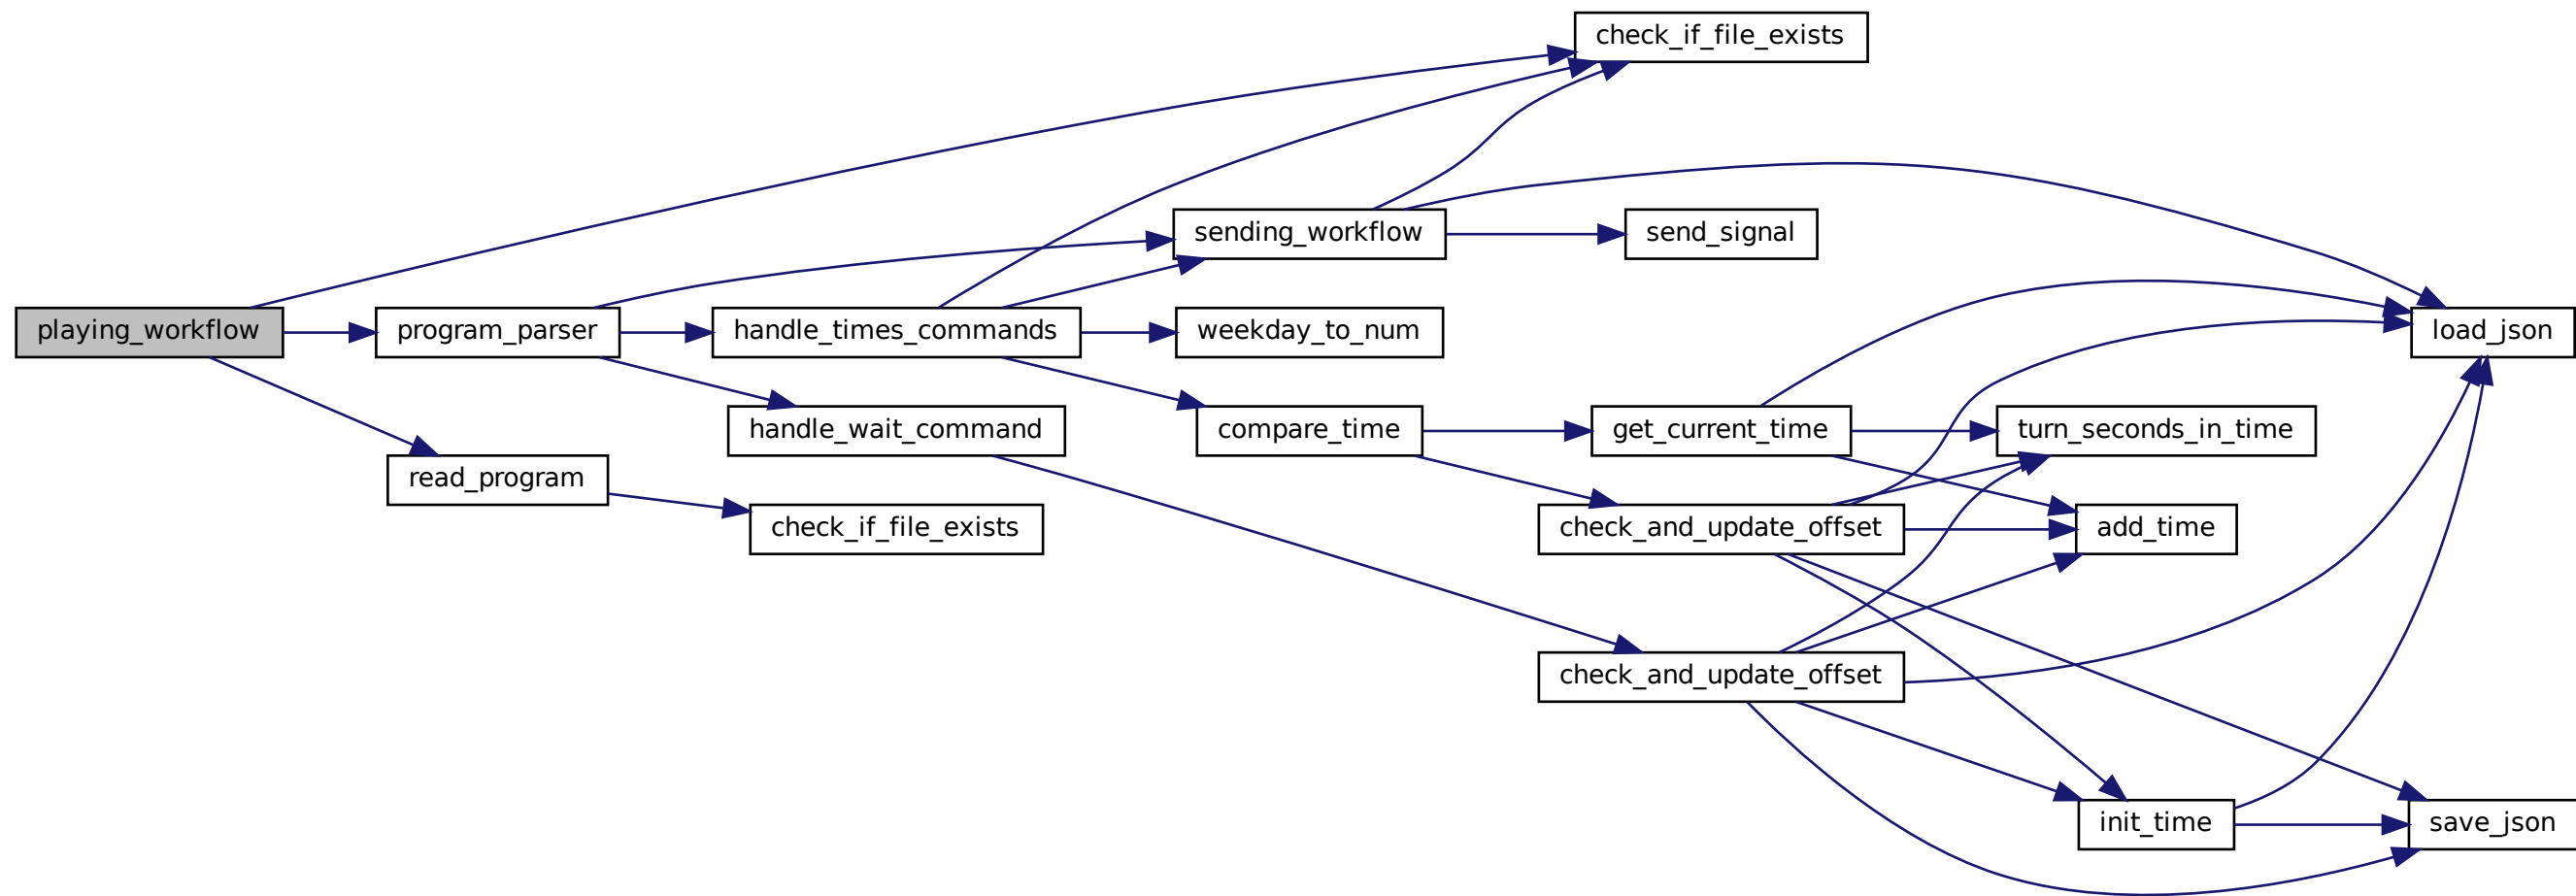 check_if_file_exists
sending_workflow
send_signal
playing_workflow
program_parser
handle_times_commands
weekday_to_num
load_json
handle_wait_command
compare_time
get_current_time
turn_seconds_in_time
read_program
check_if_file_exists
check_and_update_offset
add_time
check_and_update_offset
init_time
save_json